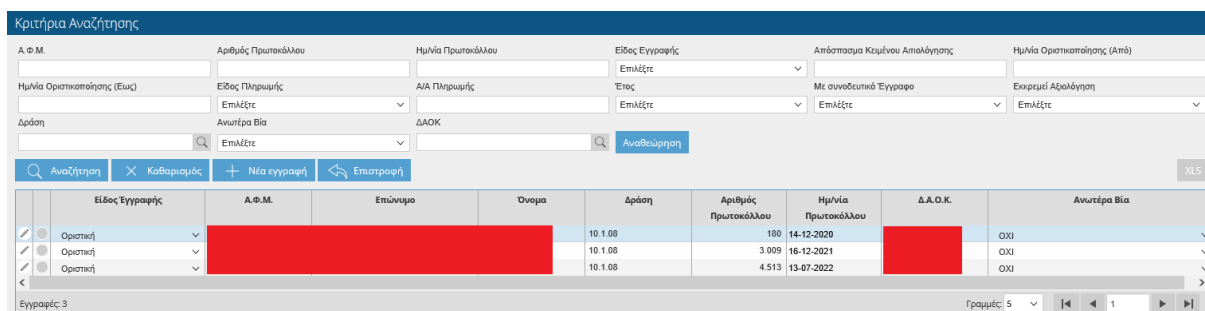 Κριτήρια Αναζήτησης
Α.Φ.Μ. Αριθμός Πρωτοκόλλου Ημ/νία Πρωτοκόλλου Είδος Εγγραφής Απόσπασμα Κειμένου Αιτιολόγησης Ημ/νία Οριστικοποίησης (Από)
Επιλέξτε
Ημ/νία Οριστικοποίησης (Εως) Είδος Πληρωμής Α/Α Πληρωμής Έτος Με συνοδευτικό Έγγραφο Εκκρεμεί Αξιολόγηση
Επιλέξτε Επιλέξτε Επιλέξτε Επιλέξτε
Δράση Ανωτέρα Βία ΔΑΟΚ
Επιλέξτε Αναθεώρηση
Αναζήτηση Καθαρισμός Νέα εγγραφή Επιστροφή XLS
Είδος Έγγραφής Α.Φ.Μ. Επώνυμο Όνομα Δράση Αριθμός Πρωτοκόλλου Ημ/νία Πρωτοκόλλου Δ.Α.Ο.Κ. Ανωτέρα Βία
Οριστική 10.1.08 180 14-12-2020 ΟΧΙ
Οριστική 10.1.08 3.009 16-12-2021 ΟΧΙ
Οριστική 10.1.08 4.513 13-07-2022 ΟΧΙ
Εγγραφές: 3 Γραμμές: 5 1